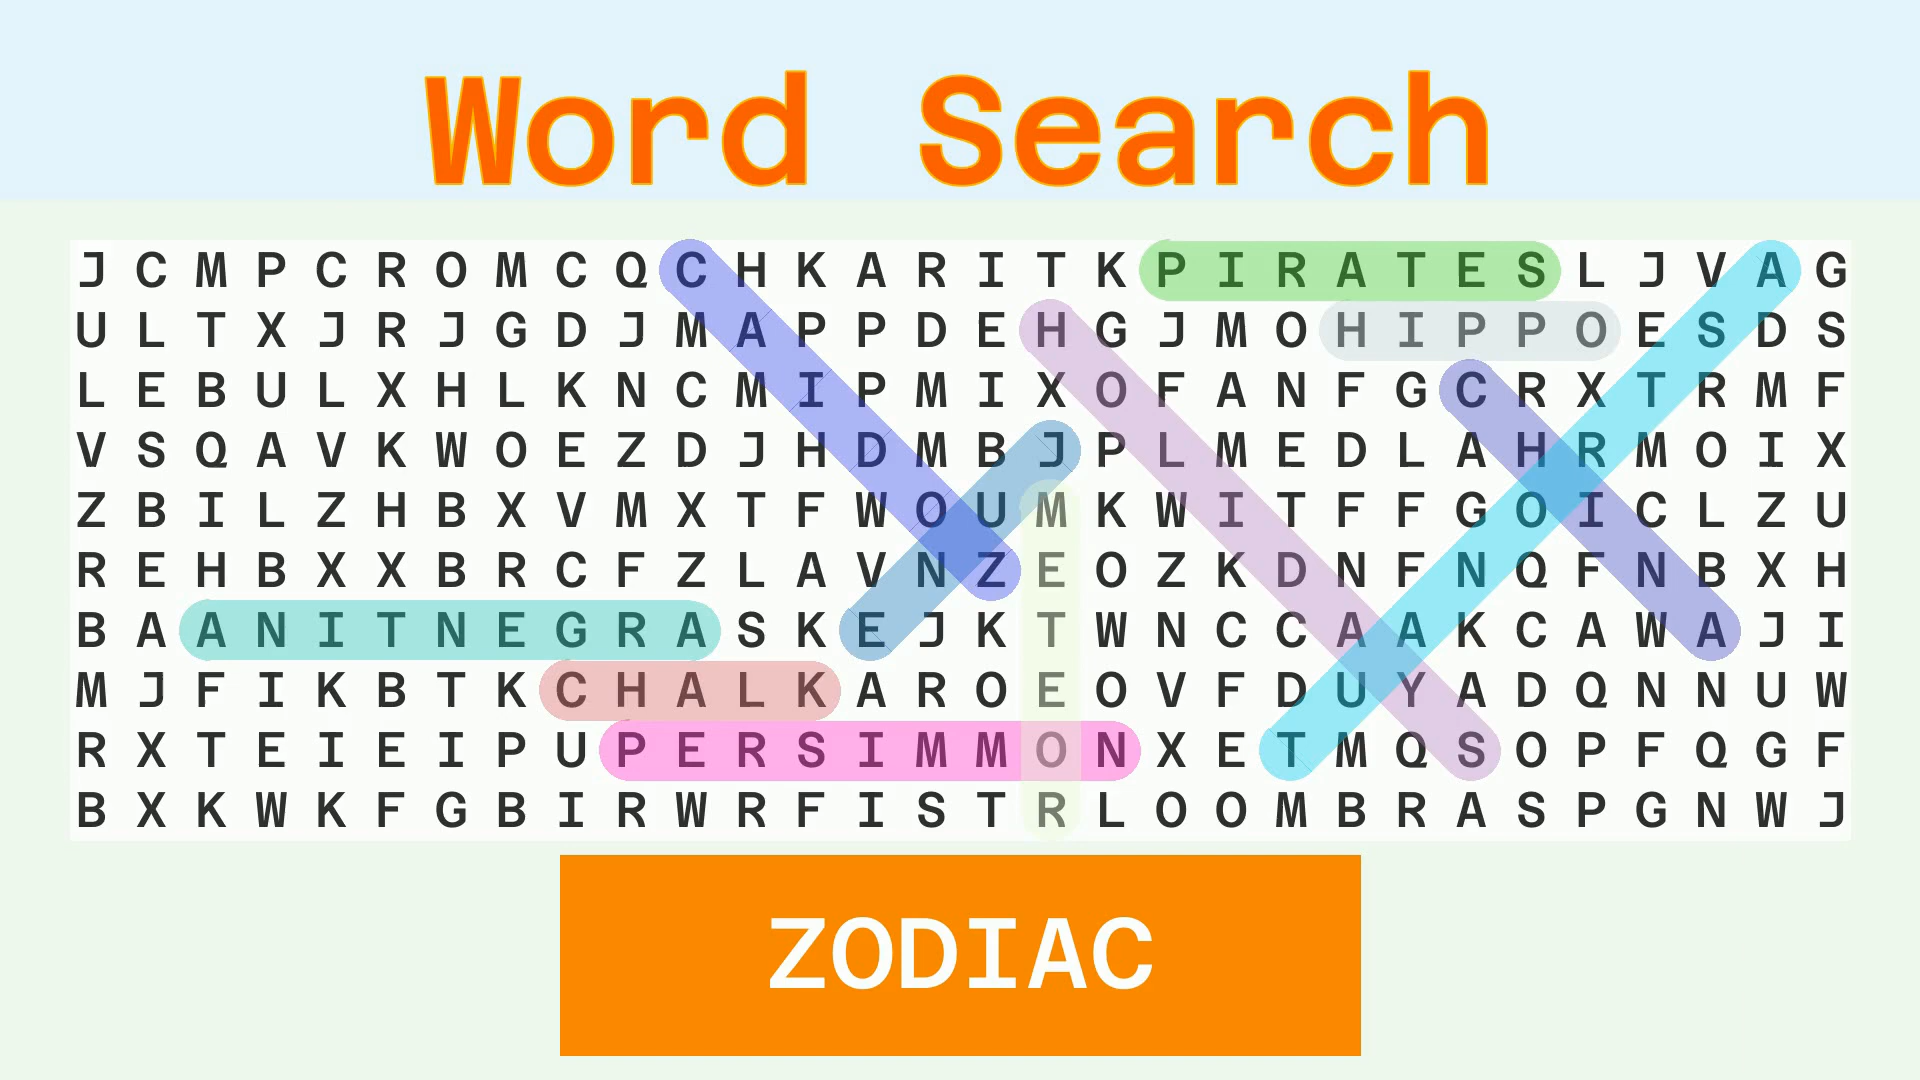 Word Search
J C M P C R O M C Q C H K A R I T K P I R A T E S L J V A G
U L T X J R J G D J M A P P D E H G J M O H I P P O E S D S
L E B U L X H L K N C M I P M I X O F A N F G C R X T R M F
V S Q A V K W O E Z D J H D M B J P L M E D L A H R M O I X
Z B I L Z H B X V M X T F W O U M K W I T F F G O I C L Z U
R E H B X X B R C F Z L A V N Z E O Z K D N F N Q F N B X H
B A A N I T N E G R A S K E J K T W N C C A A K C A W A J I
M J F I K B T K C H A L K A R O E O V F D U Y A D Q N N U W
R X T E I E I P U P E R S I M M O N X E T M Q S O P F Q G F
B X K W K F G B I R W R F I S T R L O O M B R A S P G N W J
ZODIAC